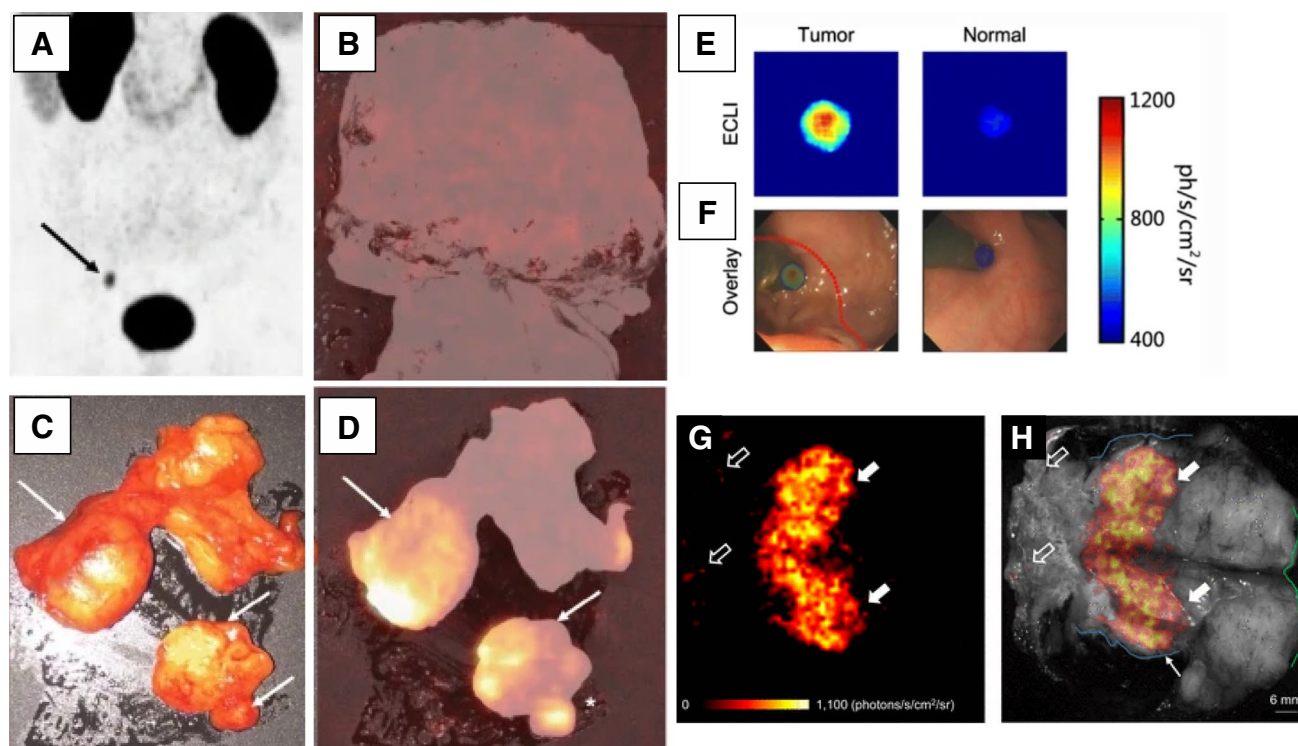 A
B
E
Tumor
Normal
ECLI
1200
800
400
ph/s/cm²/sr
F
Overlay
C
D
*
G
0
1,100 (photons/s/cm²/sr)
H
6 mm